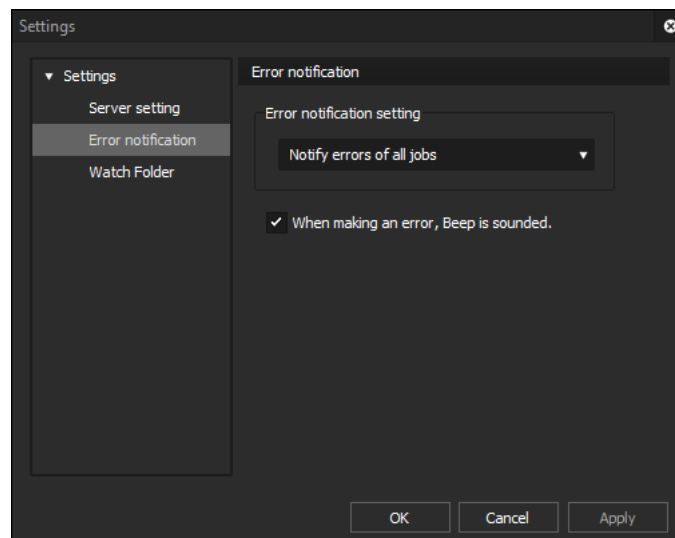 Settings
Settings
Server setting
Error notification
Watch Folder
Error notification
Error notification setting
Notify errors of all jobs
When making an error, Beep is sounded.
OK
Cancel
Apply